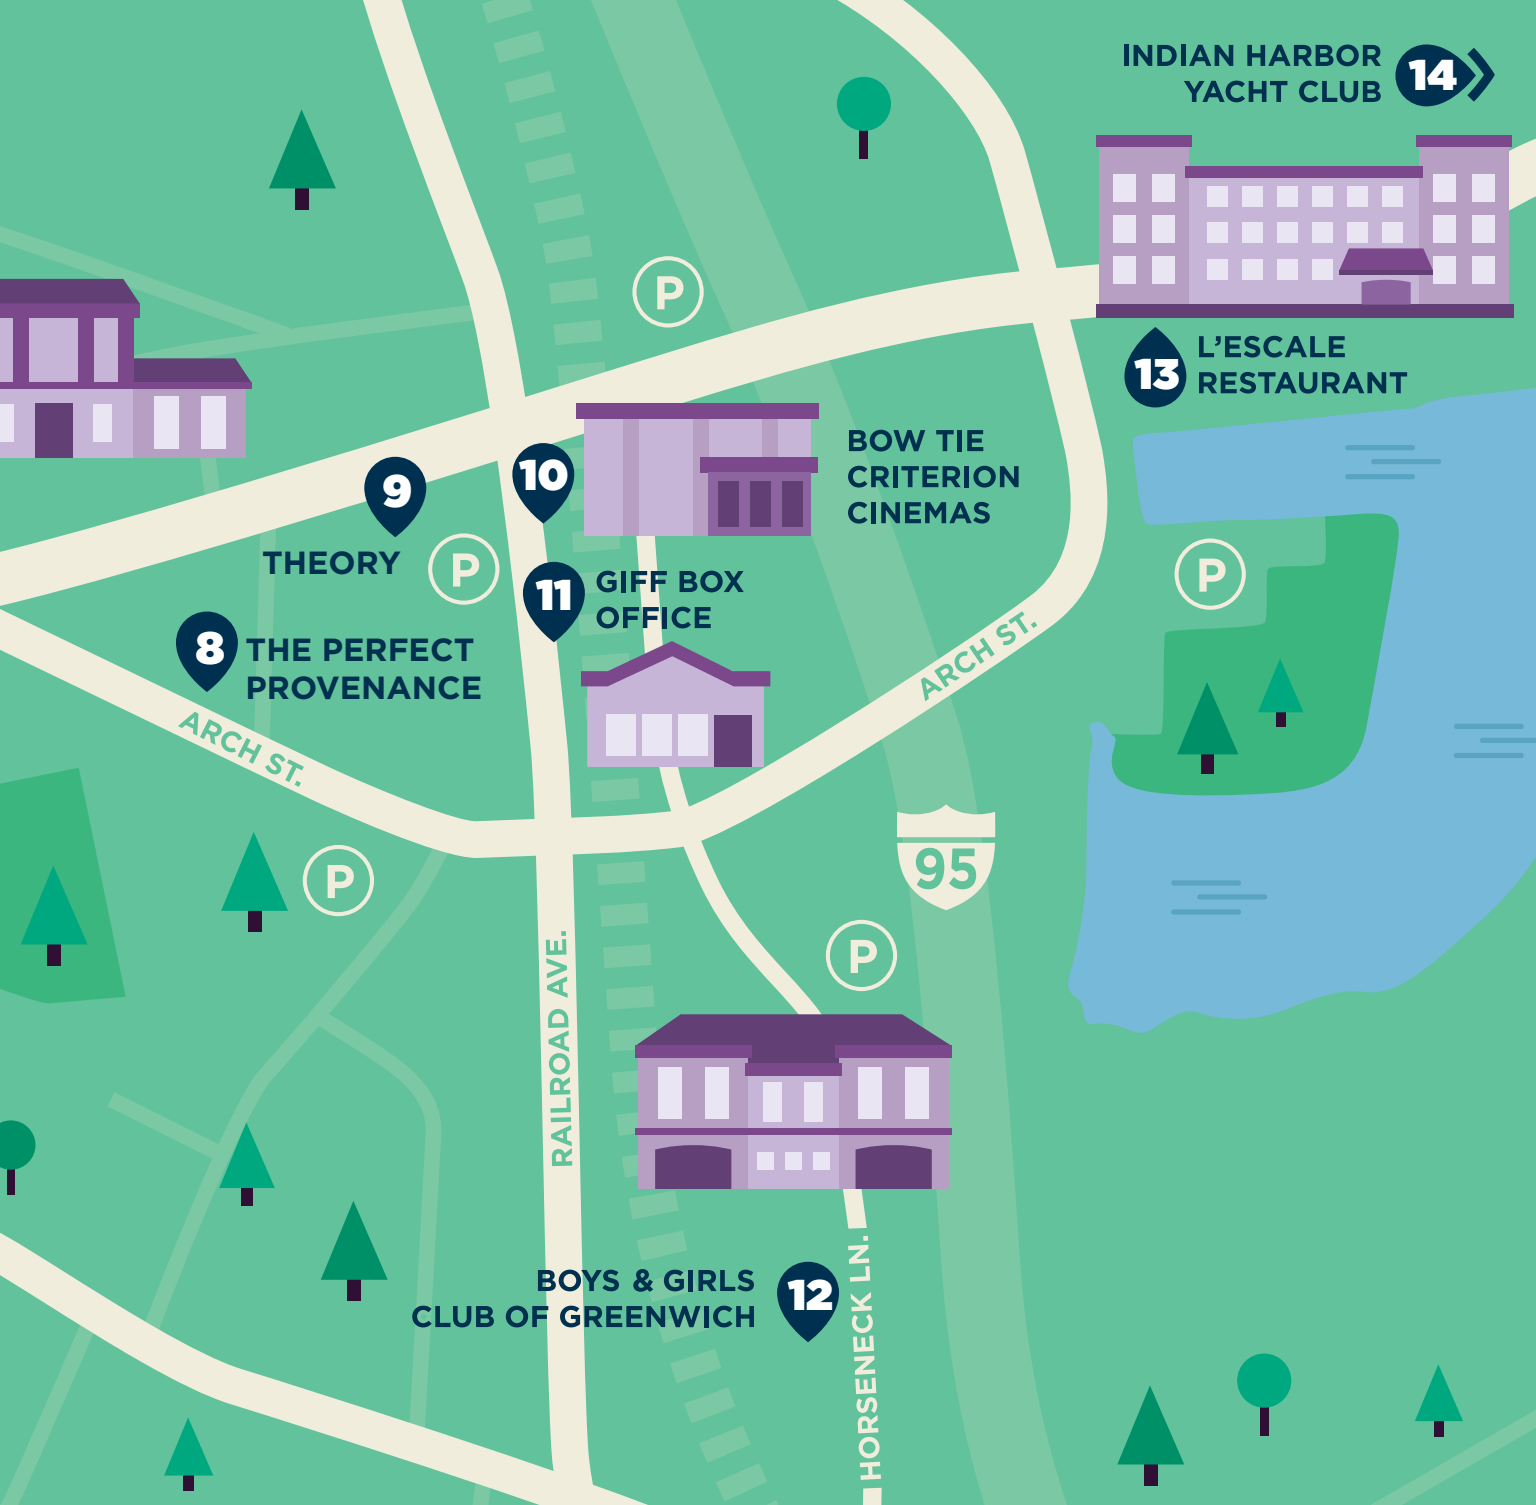 INDIAN HARBOR
YACHT CLUB
14
P
13
L'ESCALE
RESTAURANT
9
THEORY
10
BOW TIE
CRITERION
CINEMAS
P
11
GIFF BOX
OFFICE
P
8
THE PERFECT
PROVENANCE
ARCH ST.
ARCH ST.
P
95
P
RAILROAD AVE.
BOYS & GIRLS
CLUB OF GREENWICH
12
HORSENECK LN.